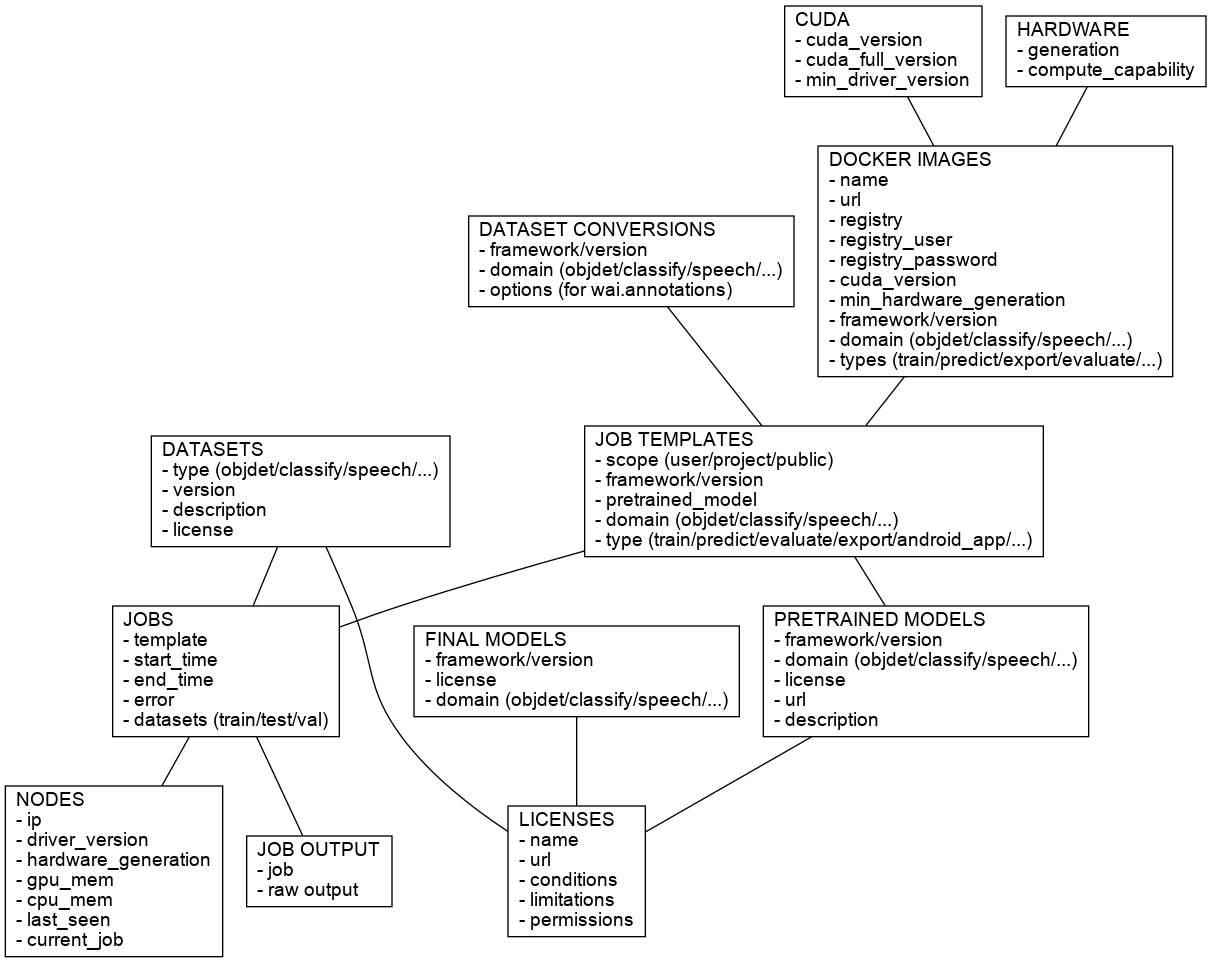 CUDA
- cuda_version
- cuda_full_version
- min_driver_version
HARDWARE
- generation
- compute_capability
DOCKER IMAGES
- name
- url
- registry
- registry_user
- registry_password
- cuda_version
- min_hardware_generation
- framework/version
- domain (objdet/classify/speech/...)
- types (train/predict/export/evaluate/...)
DATASET CONVERSIONS
- framework/version
- domain (objdet/classify/speech/...)
- options (for wai.annotations)
JOB TEMPLATES
- scope (user/project/public)
- framework/version
- pretrained_model
- domain (objdet/classify/speech/...)
- type (train/predict/evaluate/export/android_app/...)
DATASETS
- type (objdet/classify/speech/...)
- version
- description
- license
JOBS
- template
- start_time
- end_time
- error
- datasets (train/test/val)
FINAL MODELS
- framework/version
- license
- domain (objdet/classify/speech/...)
PRETRAINED MODELS
- framework/version
- domain (objdet/classify/speech/...)
- license
- url
- description
NODES
- ip
- driver_version
- hardware_generation
- gpu_mem
- cpu_mem
- last_seen
- current_job
JOB OUTPUT
- job
- raw output
LICENSES
- name
- url
- conditions
- limitations
- permissions